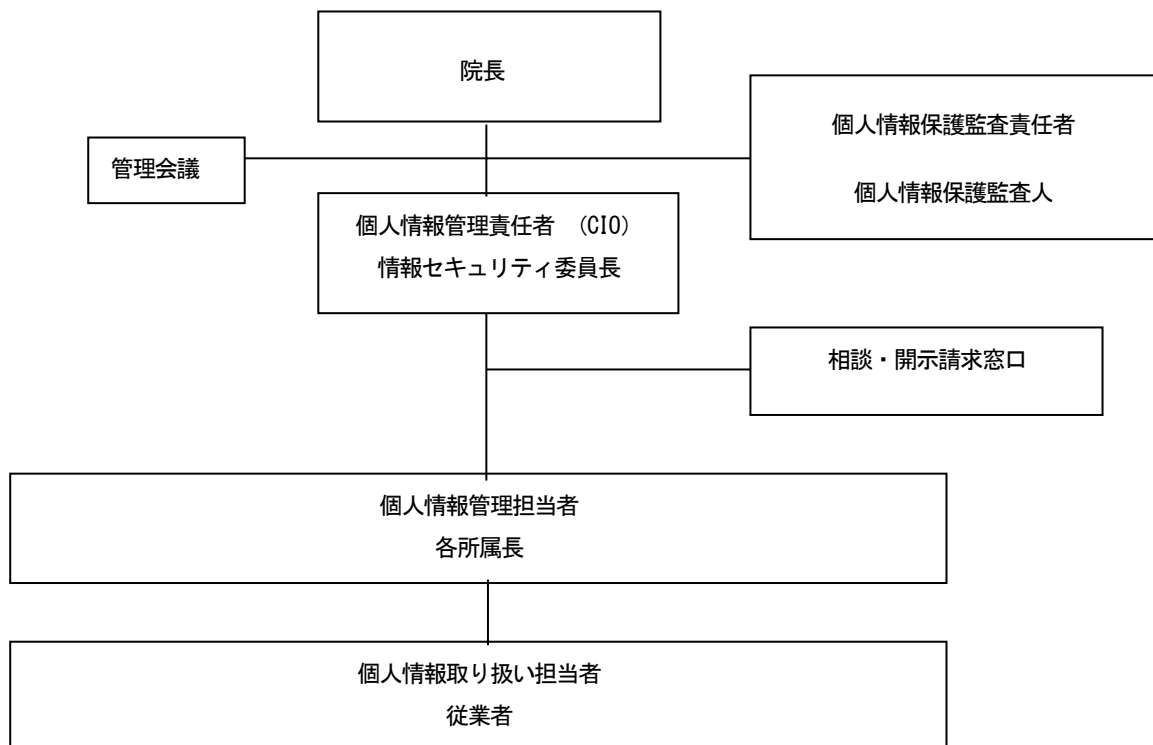 院長
個人情報保護監査責任者
管理会議
個人情報保護監査人
個人情報管理責任者 (CIO)
情報セキュリティ委員長
相談・開示請求窓口
個人情報管理担当者
各所属長
個人情報取り扱い担当者
従業者